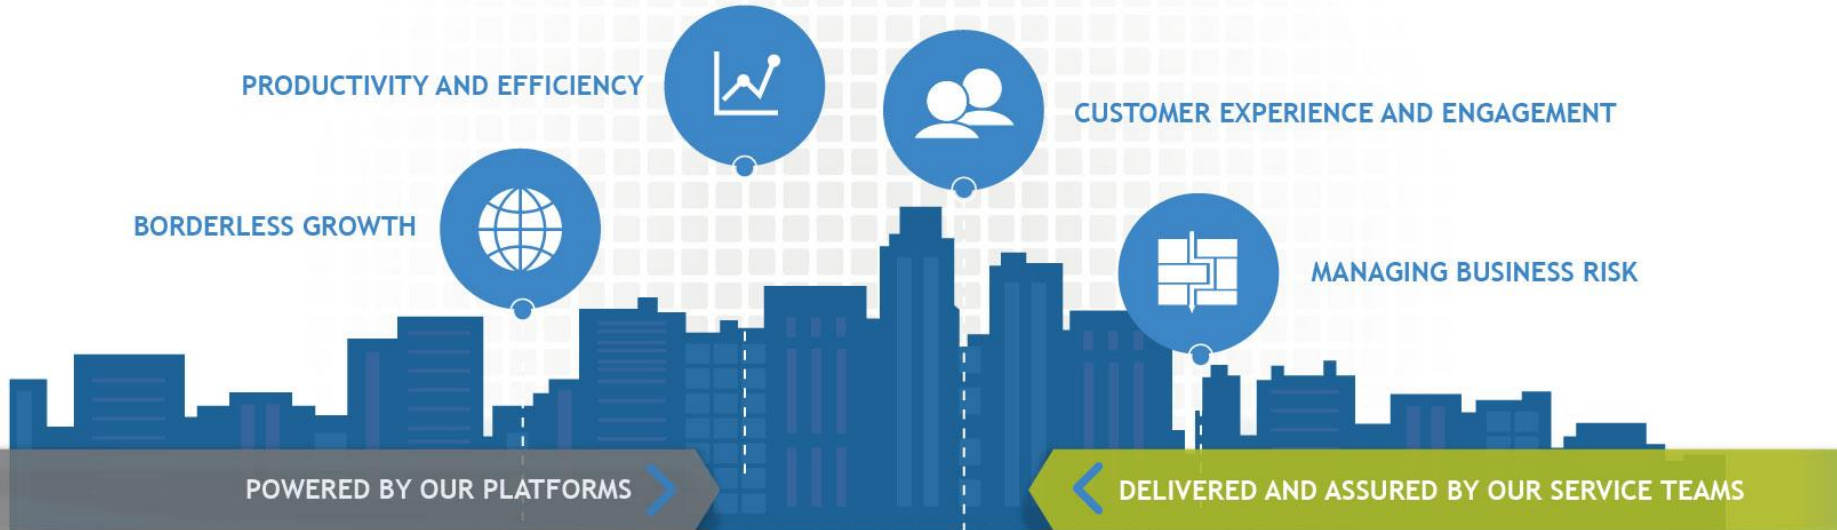 PRODUCTIVITY AND EFFICIENCY
CUSTOMER EXPERIENCE AND ENGAGEMENT
BORDERLESS GROWTH
MANAGING BUSINESS RISK
POWERED BY OUR PLATFORMS
DELIVERED AND ASSURED BY OUR SERVICE TEAMS